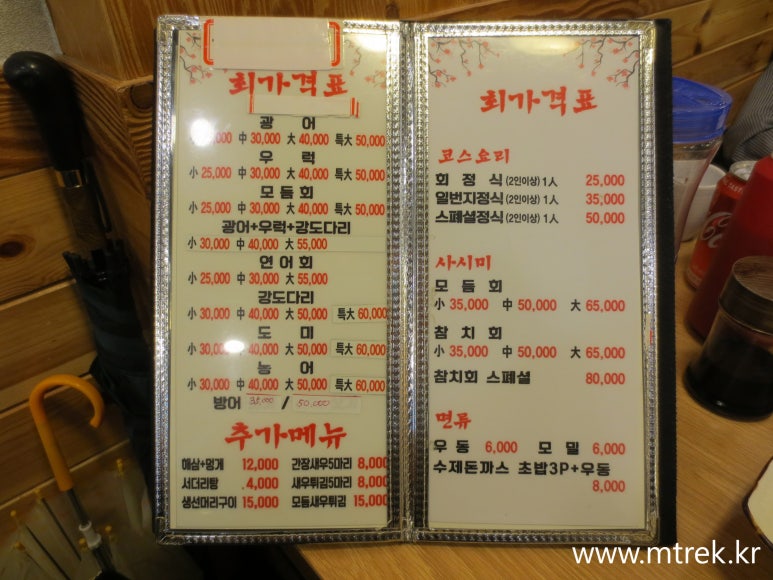 회가격표
광 어
中 30,000 大 40,000 특大 50,000
우 럭
小 25,000 中 30,000 大 40,000 특大 50,000
모 듬 회
小 25,000 中 30,000 大 40,000 특大 50,000
광어+우럭+강도다리
小 30,000 中 40,000 大 55,000
연 어 회
小 25,000 中 30,000 大 55,000
강도다리
小 30,000 中 40,000 大 50,000 특大 60,000
도 미
小 30,000 中 40,000 大 50,000 특大 60,000
농 어
小 30,000 中 40,000 大 50,000 특大 60,000
방어 35,000 / 50,000
추가메뉴
해삼+멍게 12,000 간장새우5마리 8,000
서더리탕 4,000 새우튀김5마리 8,000
생선머리구이 15,000 모듬새우튀김 15,000
회가격표
코스요리
회 정 식 (2인이상) 1人 25,000
일번지정식 (2인이상) 1人 35,000
스폐셜정식 (2인이상) 1人 50,000
사시미
모 듬 회
小 35,000 中 50,000 大 65,000
참 치 회
小 35,000 中 50,000 大 65,000
참치회 스폐셜 80,000
면류
우 동 6,000 모 밀 6,000
수제돈까스 초밥3P+우동
8,000
www.mtrek.kr